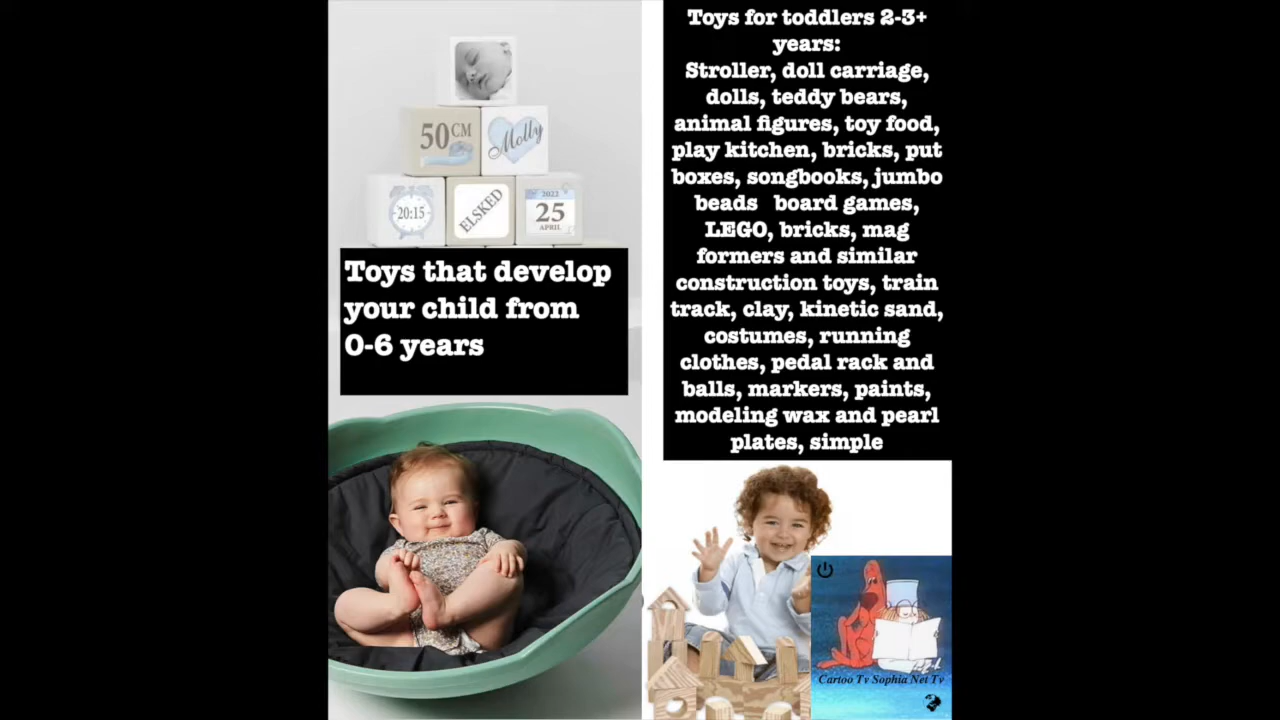 50 CM
Molly
20:15
ELSKED
2022
25
APRIL
Toys that develop
your child from
0-6 years
Toys for toddlers 2-3+
years:
Stroller, doll carriage,
dolls, teddy bears,
animal figures, toy food,
play kitchen, bricks, put
boxes, songbooks, jumbo
beads board games,
LEGO, bricks, mag
formers and similar
construction toys, train
track, clay, kinetic sand,
costumes, running
clothes, pedal rack and
balls, markers, paints,
modeling wax and pearl
plates, simple
Cartoo Tv Sophia Net Tv